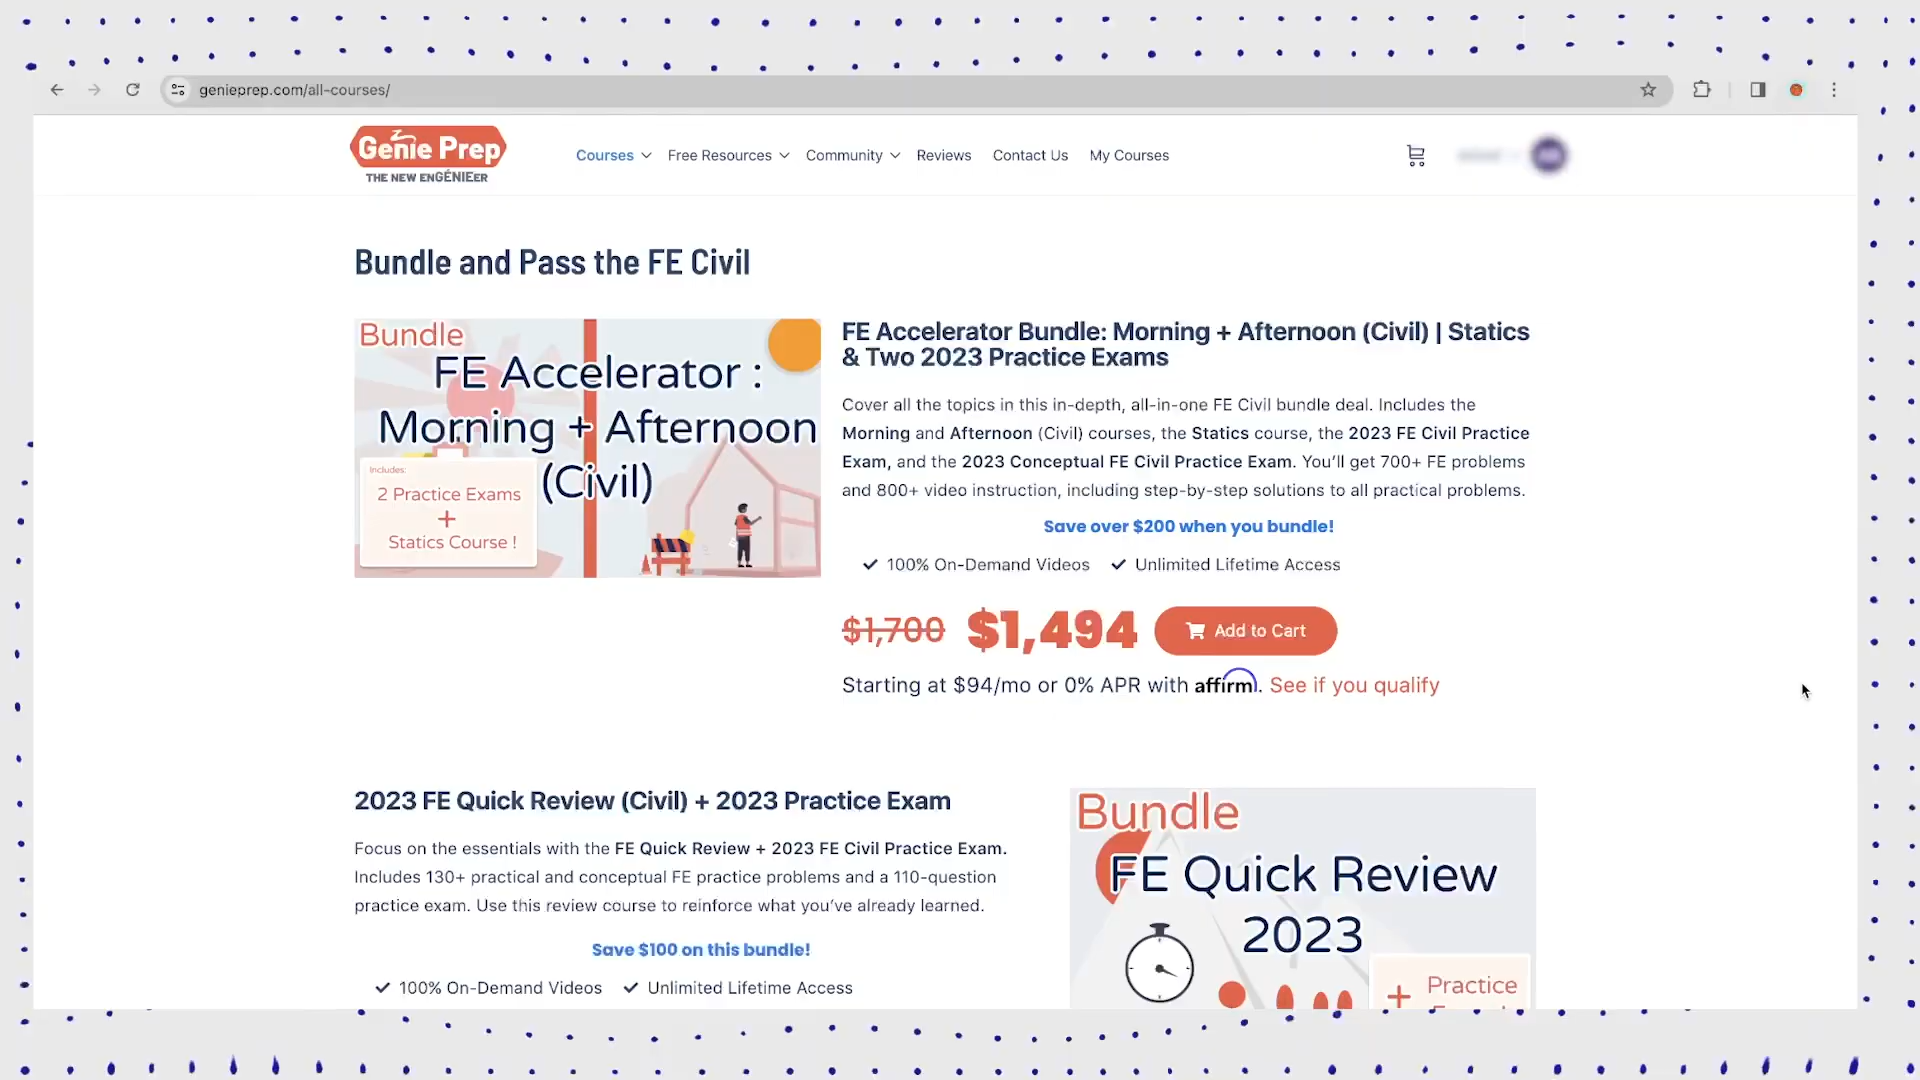 genieprep.com/all-courses/
Genie Prep
THE NEW ENGÉNIEER
Courses
Free Resources
Community
Reviews
Contact Us
My Courses
Bundle and Pass the FE Civil
Bundle
FE Accelerator :
Morning + Afternoon
(Civil)
Includes:
2 Practice Exams
+
Statics Course !
FE Accelerator Bundle: Morning + Afternoon (Civil) | Statics
& Two 2023 Practice Exams
Cover all the topics in this in-depth, all-in-one FE Civil bundle deal. Includes the
Morning and Afternoon (Civil) courses, the Statics course, the 2023 FE Civil Practice
Exam, and the 2023 Conceptual FE Civil Practice Exam. You’ll get 700+ FE problems
and 800+ video instruction, including step-by-step solutions to all practical problems.
Save over $200 when you bundle!
100% On-Demand Videos
Unlimited Lifetime Access
$1,700 $1,494
Add to Cart
Starting at $94/mo or 0% APR with affirm. See if you qualify
2023 FE Quick Review (Civil) + 2023 Practice Exam
Focus on the essentials with the FE Quick Review + 2023 FE Civil Practice Exam.
Includes 130+ practical and conceptual FE practice problems and a 110-question
practice exam. Use this review course to reinforce what you’ve already learned.
Save $100 on this bundle!
100% On-Demand Videos
Unlimited Lifetime Access
Bundle
FE Quick Review
2023
+ Practice